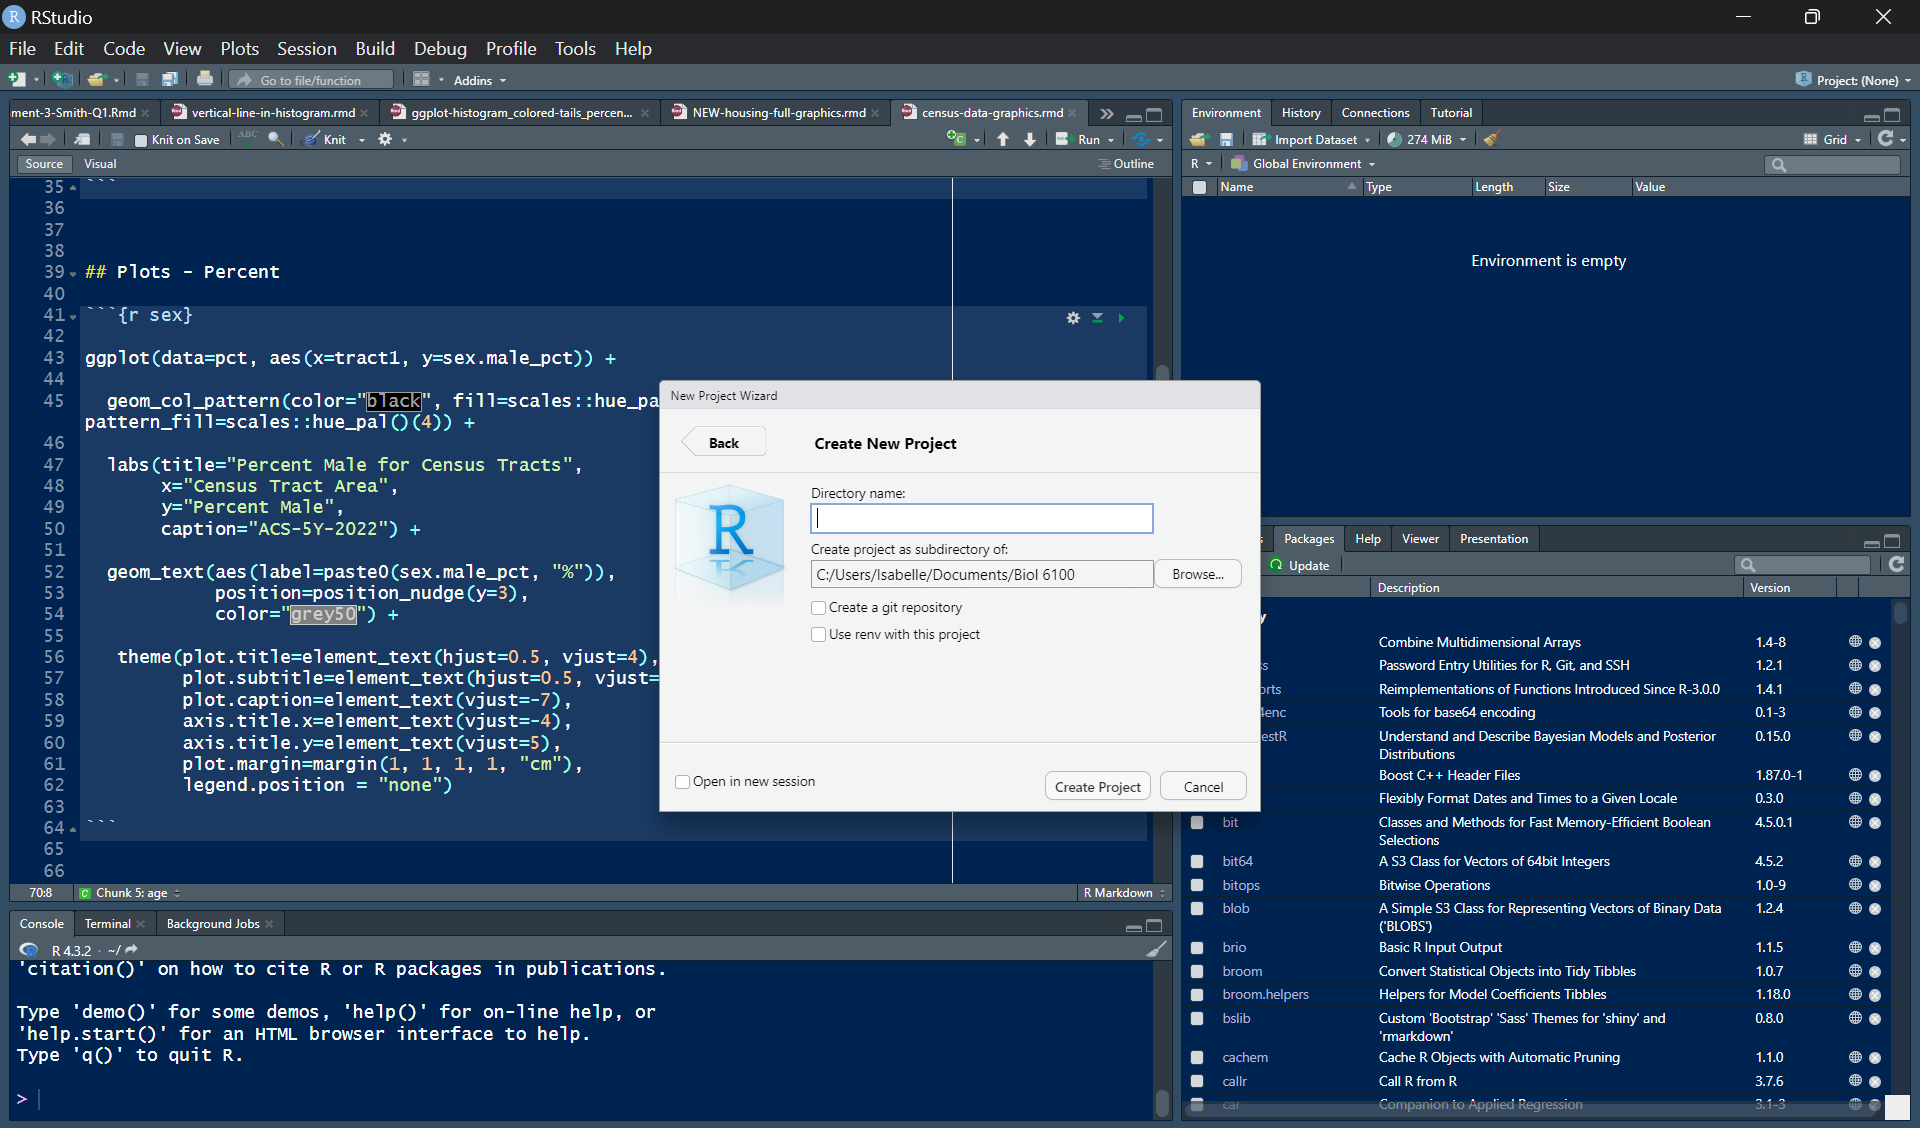 RStudio
File Edit Code View Plots Session Build Debug Profile Tools Help
Go to file/function Addins Project: (None)
ment-3-Smith-Q1.Rmd vertical-line-in-histogram.rmd ggplot-histogram_colored-tails_percen... NEW-housing-full-graphics.rmd census-data-graphics.rmd
Knit on Save ABC Knit Run
Source Visual Outline
35 ```
36
37
38
39 ## Plots - Percent
40
41 ```{r sex}
42
43 ggplot(data=pct, aes(x=tract1, y=sex.male_pct)) +
44
45 geom_col_pattern(color="black", fill=scales::hue_pa
pattern_fill=scales::hue_pal()(4)) +
46
47 labs(title="Percent Male for Census Tracts",
48 x="Census Tract Area",
49 y="Percent Male",
50 caption="ACS-5Y-2022") +
51
52 geom_text(aes(label=paste0(sex.male_pct, "%")),
53 position=position_nudge(y=3),
54 color="grey50") +
55
56 theme(plot.title=element_text(hjust=0.5, vjust=4),
57 plot.subtitle=element_text(hjust=0.5, vjust=
58 plot.caption=element_text(vjust=-7),
59 axis.title.x=element_text(vjust=-4),
60 axis.title.y=element_text(vjust=5),
61 plot.margin=margin(1, 1, 1, 1, "cm"),
62 legend.position = "none")
63
64 ```
65
66
70:8 Chunk 5: age R Markdown
Console Terminal Background Jobs
R 4.3.2 · ~/
'citation()' on how to cite R or R packages in publications.
Type 'demo()' for some demos, 'help()' for on-line help, or
'help.start()' for an HTML browser interface to help.
Type 'q()' to quit R.
>
New Project Wizard
Back Create New Project
R
Directory name:
Create project as subdirectory of:
C:/Users/Isabelle/Documents/Biol 6100 Browse...
Create a git repository
Use renv with this project
Open in new session Create Project Cancel
Environment History Connections Tutorial
Import Dataset 274 MiB Grid
R Global Environment
Name Type Length Size Value
Environment is empty
s Packages Help Viewer Presentation
Update
Description Version
y
Combine Multidimensional Arrays 1.4-8
ss Password Entry Utilities for R, Git, and SSH 1.2.1
orts Reimplementations of Functions Introduced Since R-3.0.0 1.4.1
4enc Tools for base64 encoding 0.1-3
estR Understand and Describe Bayesian Models and Posterior 0.15.0
Distributions
Boost C++ Header Files 1.87.0-1
Flexibly Format Dates and Times to a Given Locale 0.3.0
bit Classes and Methods for Fast Memory-Efficient Boolean 4.5.0.1
Selections
bit64 A S3 Class for Vectors of 64bit Integers 4.5.2
bitops Bitwise Operations 1.0-9
blob A Simple S3 Class for Representing Vectors of Binary Data 1.2.4
('BLOBS')
brio Basic R Input Output 1.1.5
broom Convert Statistical Objects into Tidy Tibbles 1.0.7
broom.helpers Helpers for Model Coefficients Tibbles 1.18.0
bslib Custom 'Bootstrap' 'Sass' Themes for 'shiny' and 0.8.0
'rmarkdown'
cachem Cache R Objects with Automatic Pruning 1.1.0
callr Call R from R 3.7.6
car Companion to Applied Regression 3.1-3